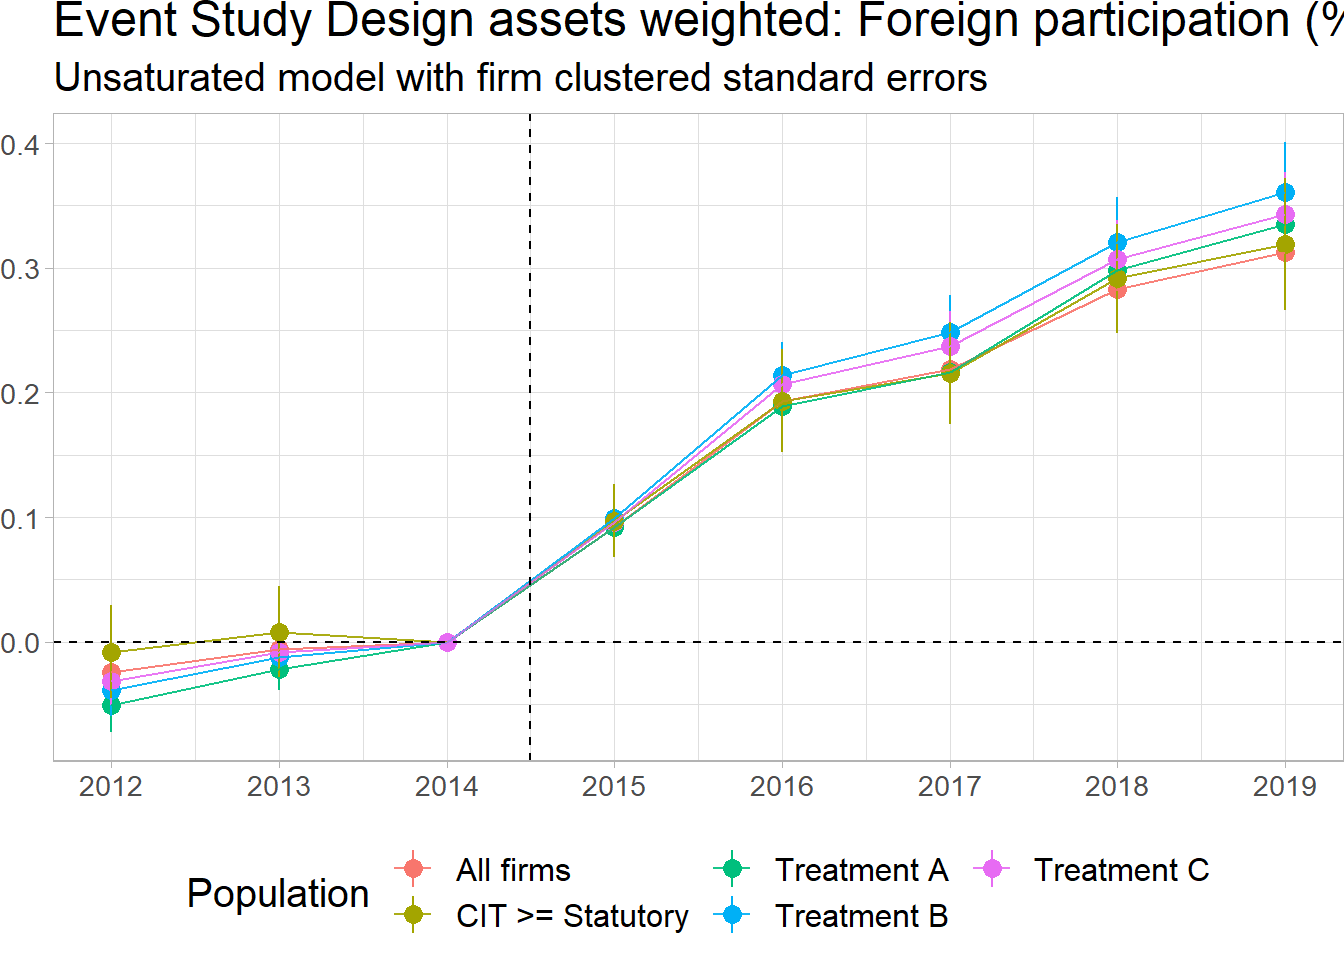 Event Study Design assets weighted: Foreign participation (%
Unsaturated model with firm clustered standard errors
0.4
0.3
0.2
0.1
0.0
2012 2013 2014 2015 2016 2017 2018 2019
Population
All firms
Treatment A
Treatment C
CIT >= Statutory
Treatment B